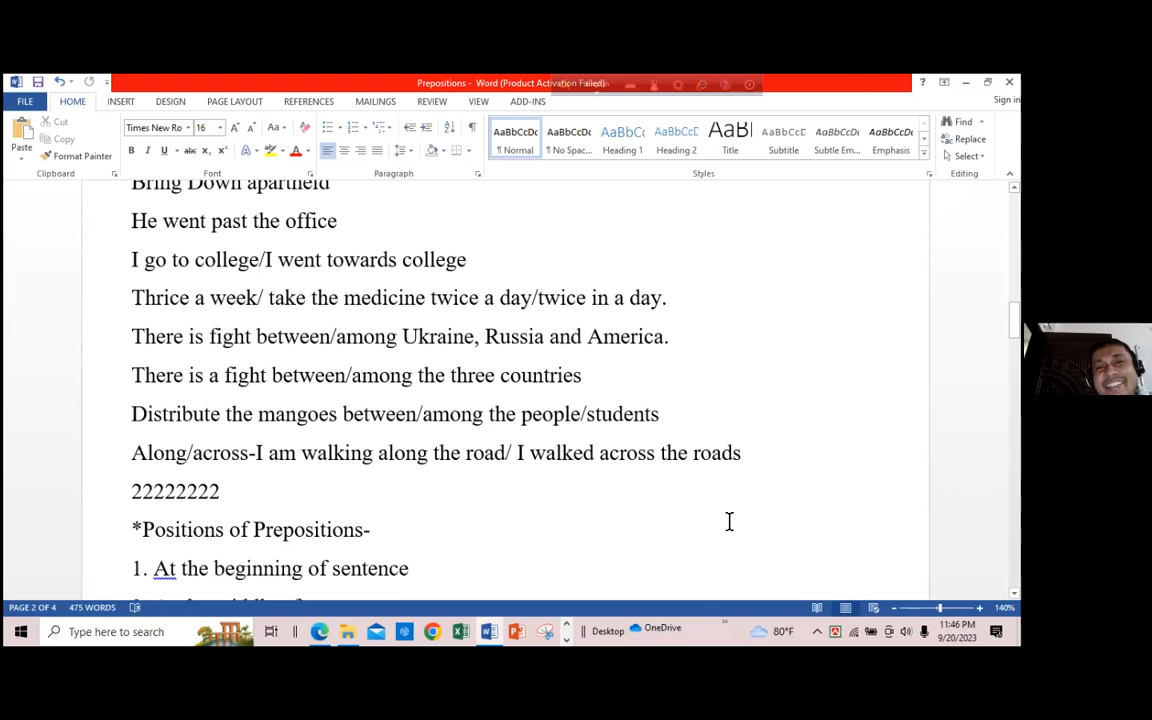 Prepositions - Word (Product Activation Failed)
FILE HOME INSERT DESIGN PAGE LAYOUT REFERENCES MAILINGS REVIEW VIEW ADD-INS Sign in
Paste
Cut
Copy
Format Painter
Times New Ro 16
AaBbCcDc AaBbCcDc AaBbC AaBbCcD AaB AaBbCcD AaBbCcDt AaBbCcDt
¶ Normal ¶ No Spac... Heading 1 Heading 2 Title Subtitle Subtle Em... Emphasis
Find
Replace
Select
Clipboard Font Paragraph Styles Editing
Bring Down apartheid
He went past the office
I go to college/I went towards college
Thrice a week/ take the medicine twice a day/twice in a day.
There is fight between/among Ukraine, Russia and America.
There is a fight between/among the three countries
Distribute the mangoes between/among the people/students
Along/across-I am walking along the road/ I walked across the roads
22222222
*Positions of Prepositions-
1. At the beginning of sentence
PAGE 2 OF 4 475 WORDS 140%
Type here to search Desktop OneDrive 80°F 11:46 PM
9/20/2023